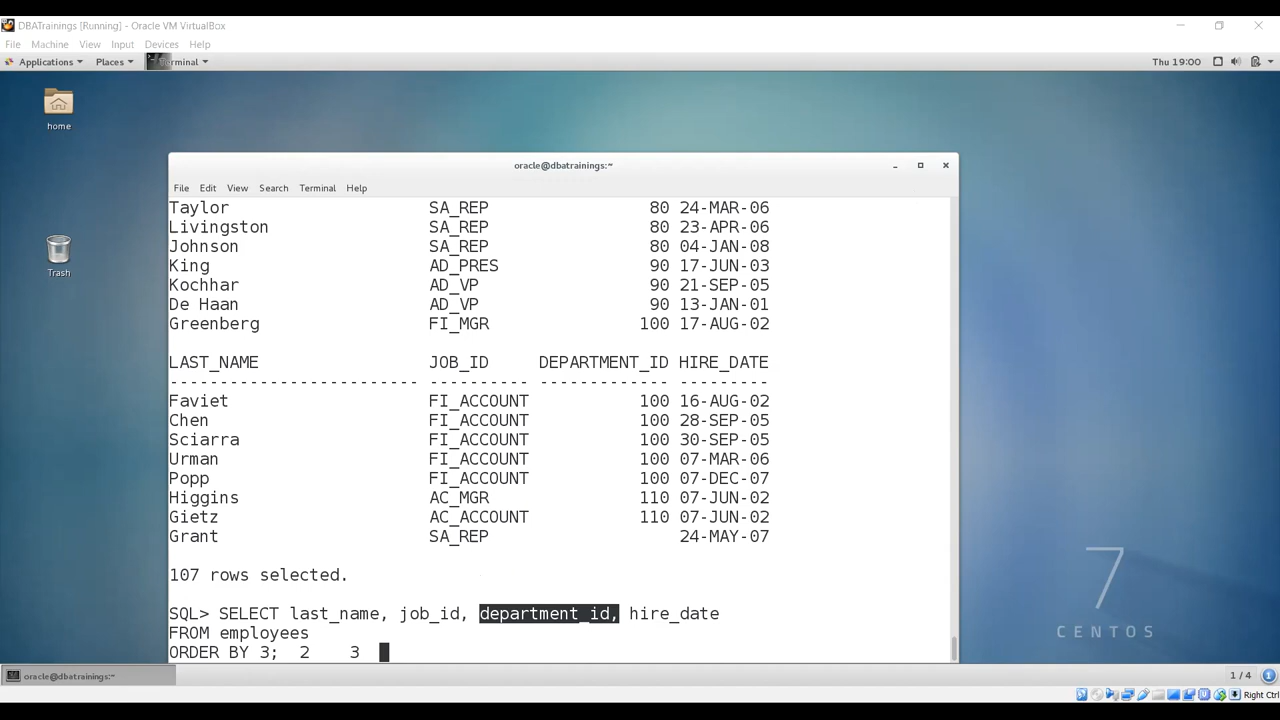 DBATrainings [Running] - Oracle VM VirtualBox
File Machine View Input Devices Help
Applications Places Terminal Thu 19:00
home
Trash
oracle@dbatrainings:~
File Edit View Search Terminal Help
Taylor SA_REP 80 24-MAR-06
Livingston SA_REP 80 23-APR-06
Johnson SA_REP 80 04-JAN-08
King AD_PRES 90 17-JUN-03
Kochhar AD_VP 90 21-SEP-05
De Haan AD_VP 90 13-JAN-01
Greenberg FI_MGR 100 17-AUG-02
LAST_NAME JOB_ID DEPARTMENT_ID HIRE_DATE
------------------------- ---------- ------------- ---------
Faviet FI_ACCOUNT 100 16-AUG-02
Chen FI_ACCOUNT 100 28-SEP-05
Sciarra FI_ACCOUNT 100 30-SEP-05
Urman FI_ACCOUNT 100 07-MAR-06
Popp FI_ACCOUNT 100 07-DEC-07
Higgins AC_MGR 110 07-JUN-02
Gietz AC_ACCOUNT 110 07-JUN-02
Grant SA_REP 24-MAY-07
107 rows selected.
SQL> SELECT last_name, job_id, department_id, hire_date
FROM employees
ORDER BY 3; 2 3
7
CENTOS
oracle@dbatrainings:~ 1 / 4
Right Ctrl